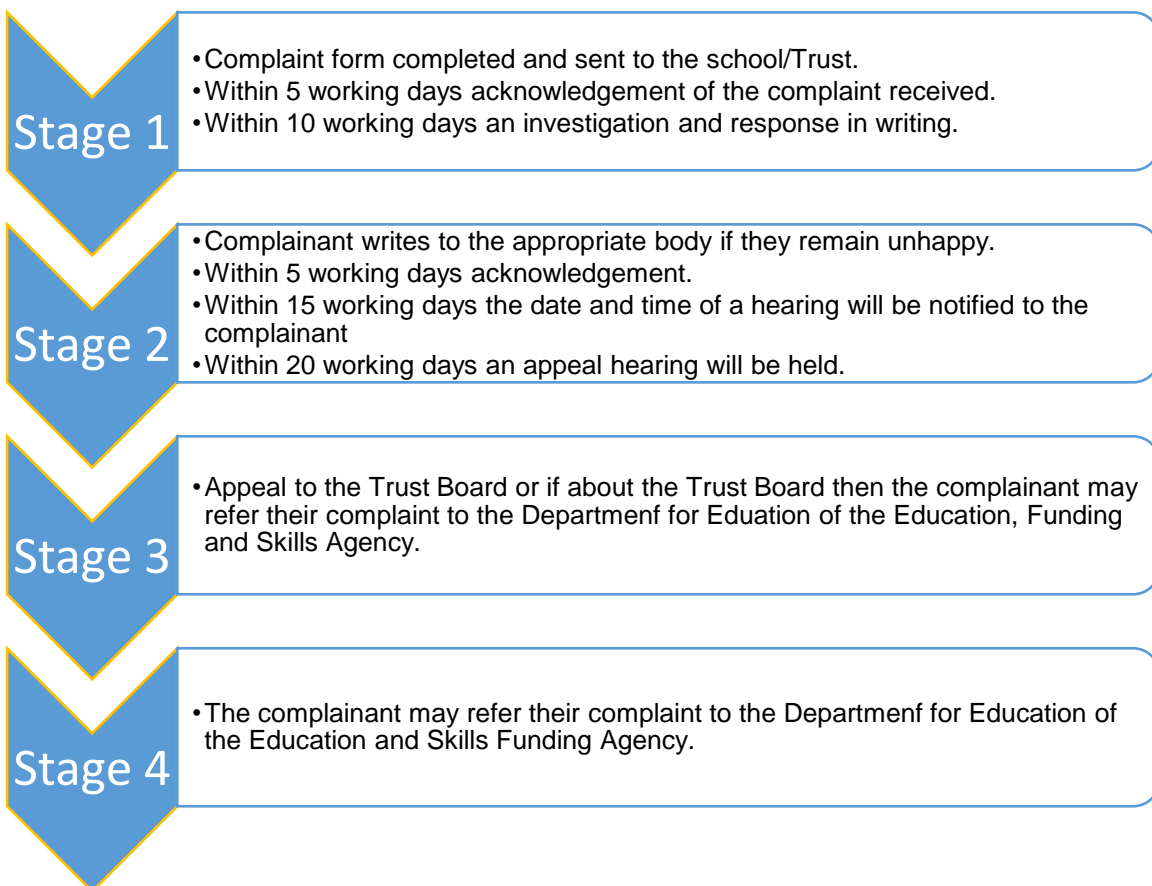 Stage 1
•Complaint form completed and sent to the school/Trust.
•Within 5 working days acknowledgement of the complaint received.
•Within 10 working days an investigation and response in writing.
Stage 2
•Complainant writes to the appropriate body if they remain unhappy.
•Within 5 working days acknowledgement.
•Within 15 working days the date and time of a hearing will be notified to the
complainant
•Within 20 working days an appeal hearing will be held.
Stage 3
•Appeal to the Trust Board or if about the Trust Board then the complainant may
refer their complaint to the Departmenf for Eduation of the Education, Funding
and Skills Agency.
Stage 4
•The complainant may refer their complaint to the Departmenf for Education of
the Education and Skills Funding Agency.